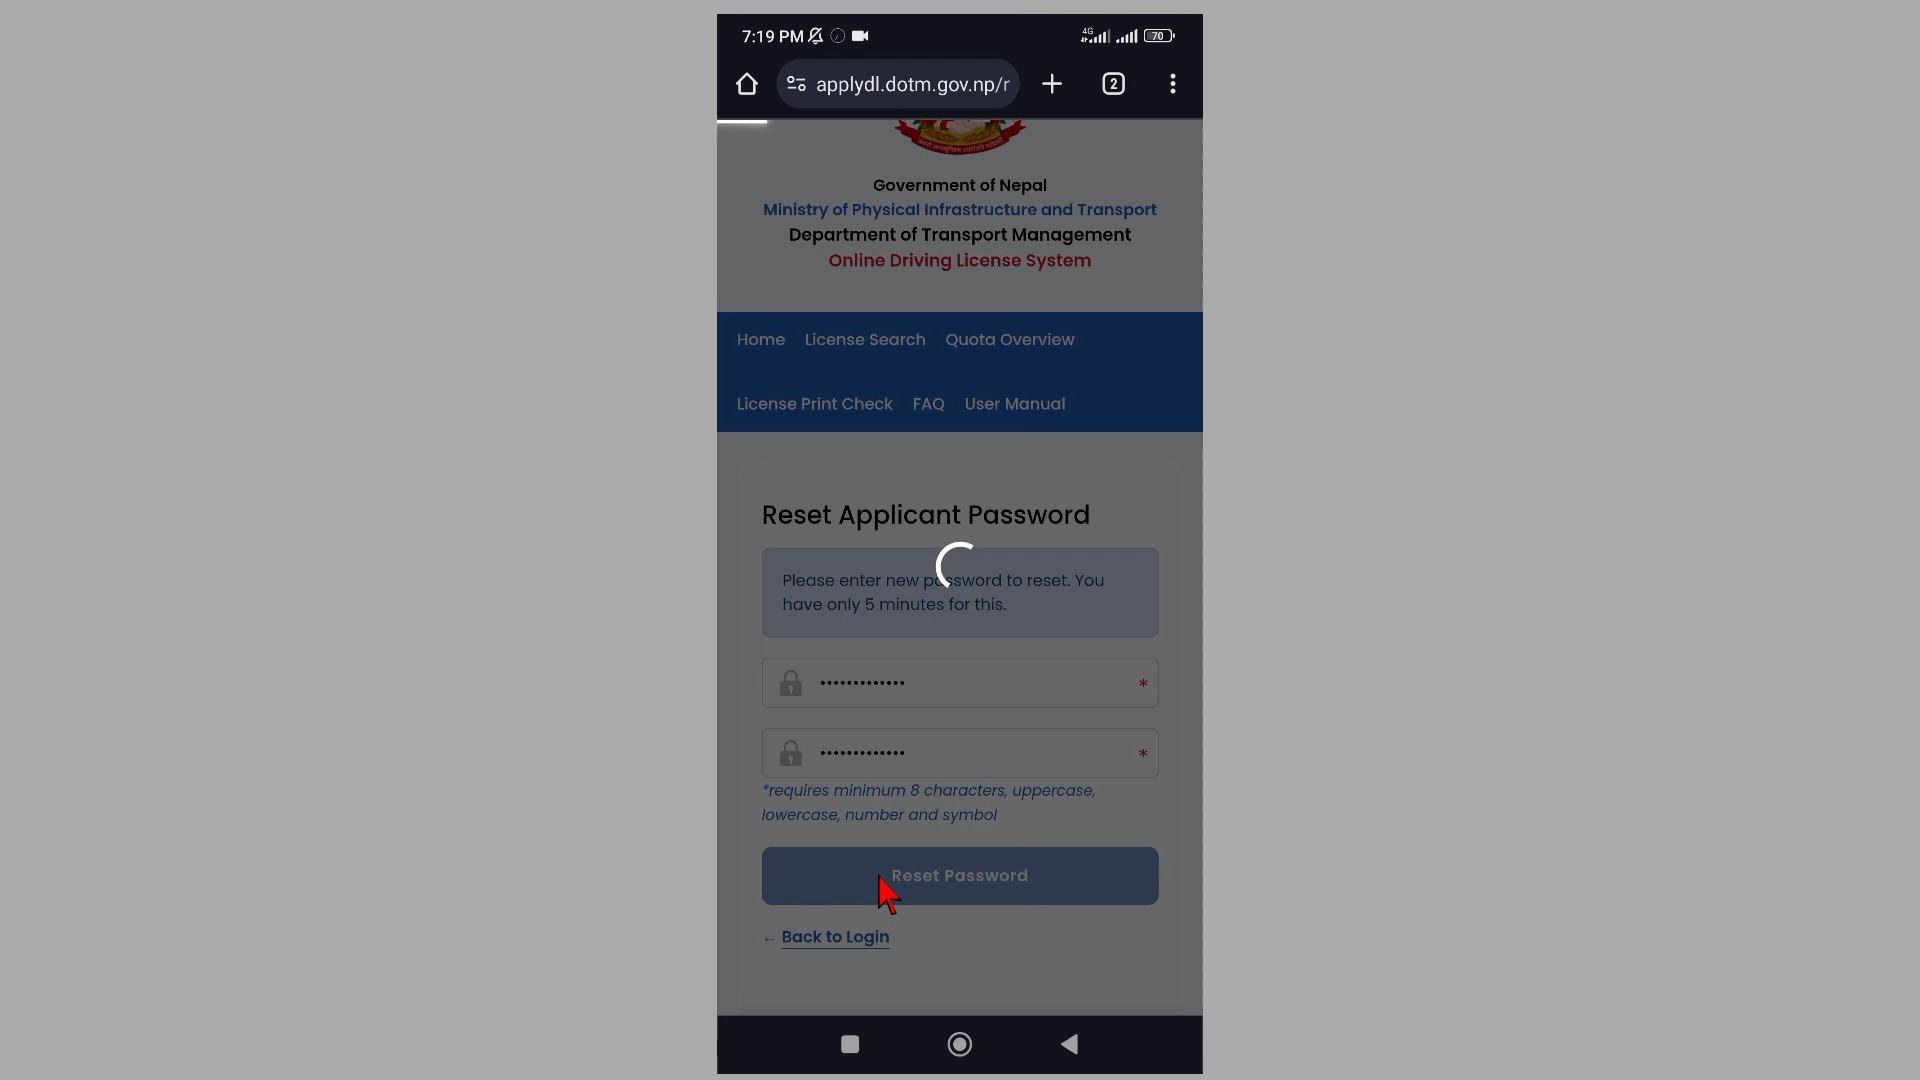 7:19 PM
4G
70
applydl.dotm.gov.np/r
2
Government of Nepal
Ministry of Physical Infrastructure and Transport
Department of Transport Management
Online Driving License System
Home License Search Quota Overview
License Print Check FAQ User Manual
Reset Applicant Password
Please enter new password to reset. You
have only 5 minutes for this.
••••••••••••• *
••••••••••••• *
*requires minimum 8 characters, uppercase,
lowercase, number and symbol
Reset Password
← Back to Login